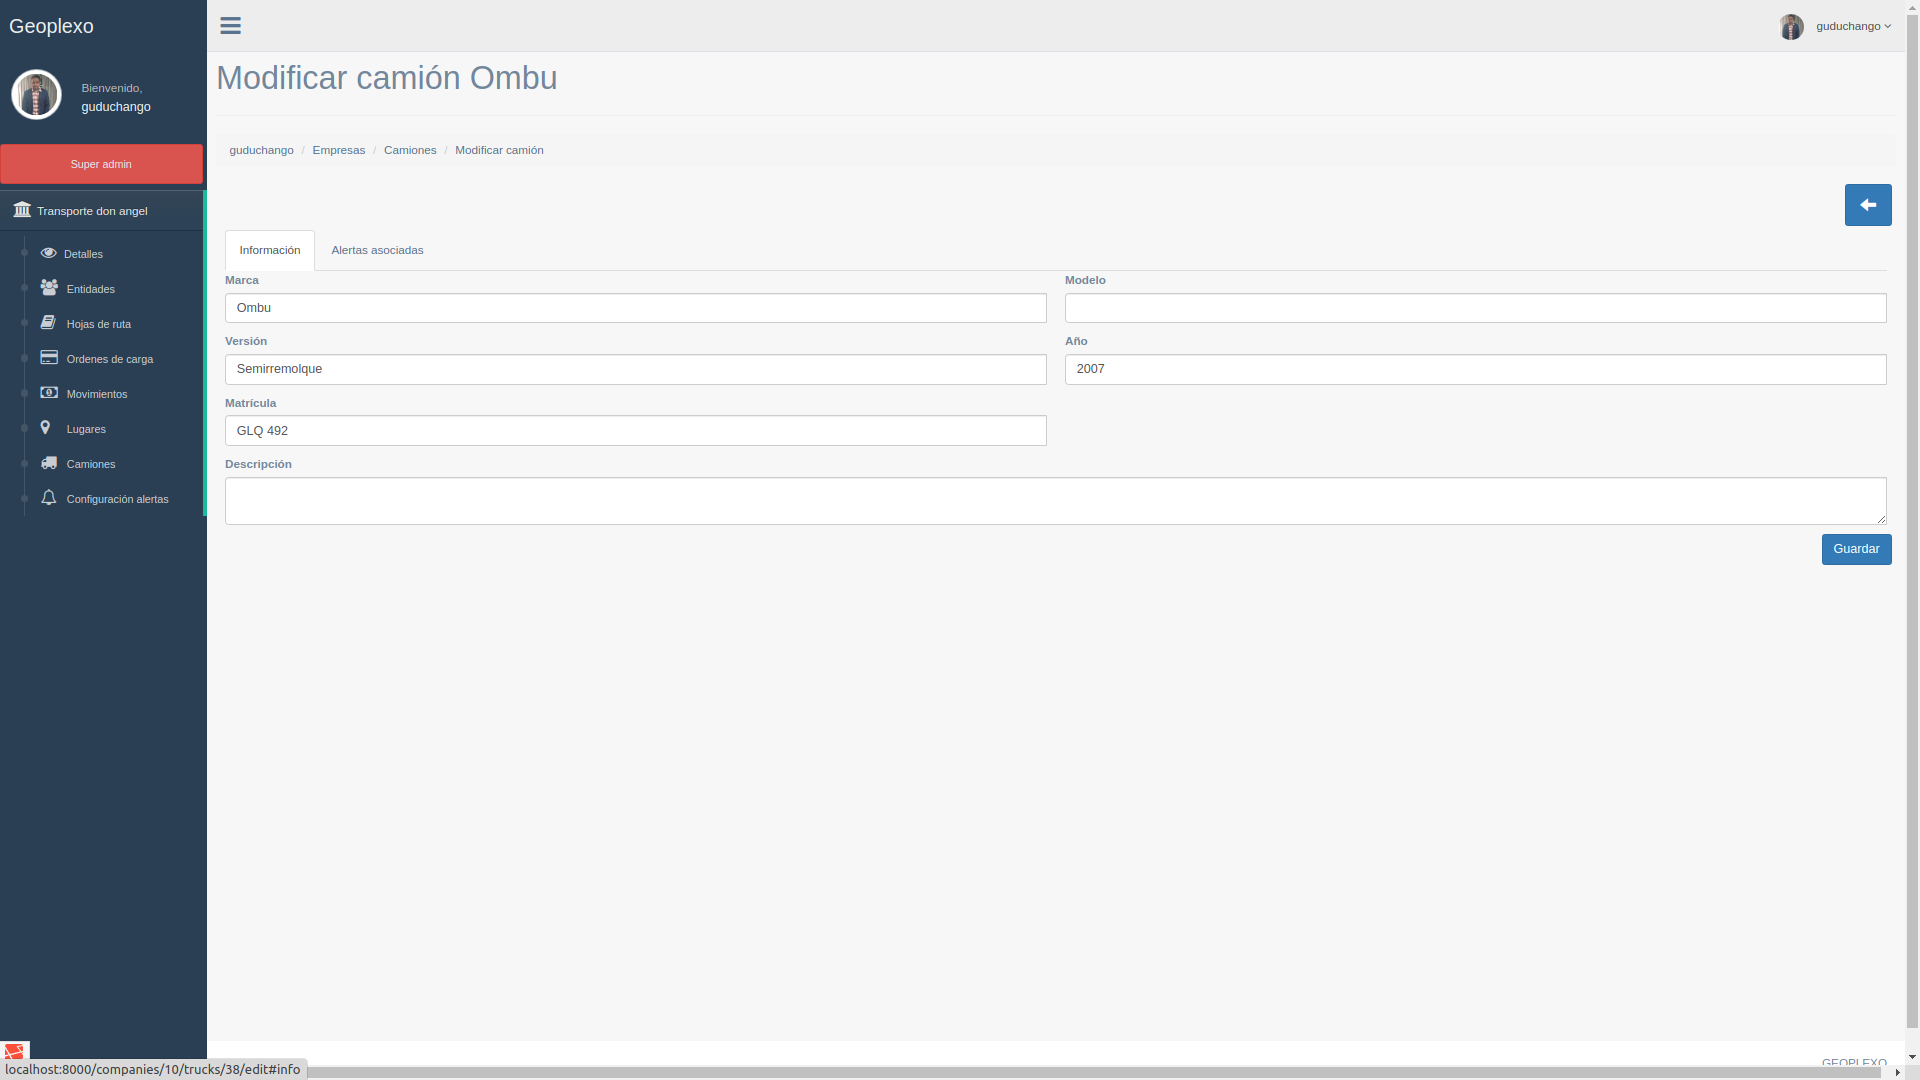 Geoplexo
Bienvenido,
guduchango
Super admin
Transporte don angel
Detalles
Entidades
Hojas de ruta
Ordenes de carga
Movimientos
Lugares
Camiones
Configuración alertas
guduchango
Modificar camión Ombu
guduchango / Empresas / Camiones / Modificar camión
Información Alertas asociadas
Marca Modelo
Ombu
Versión Año
Semirremolque 2007
Matrícula
GLQ 492
Descripción
Guardar
GEOPLEXO
localhost:8000/companies/10/trucks/38/edit#info